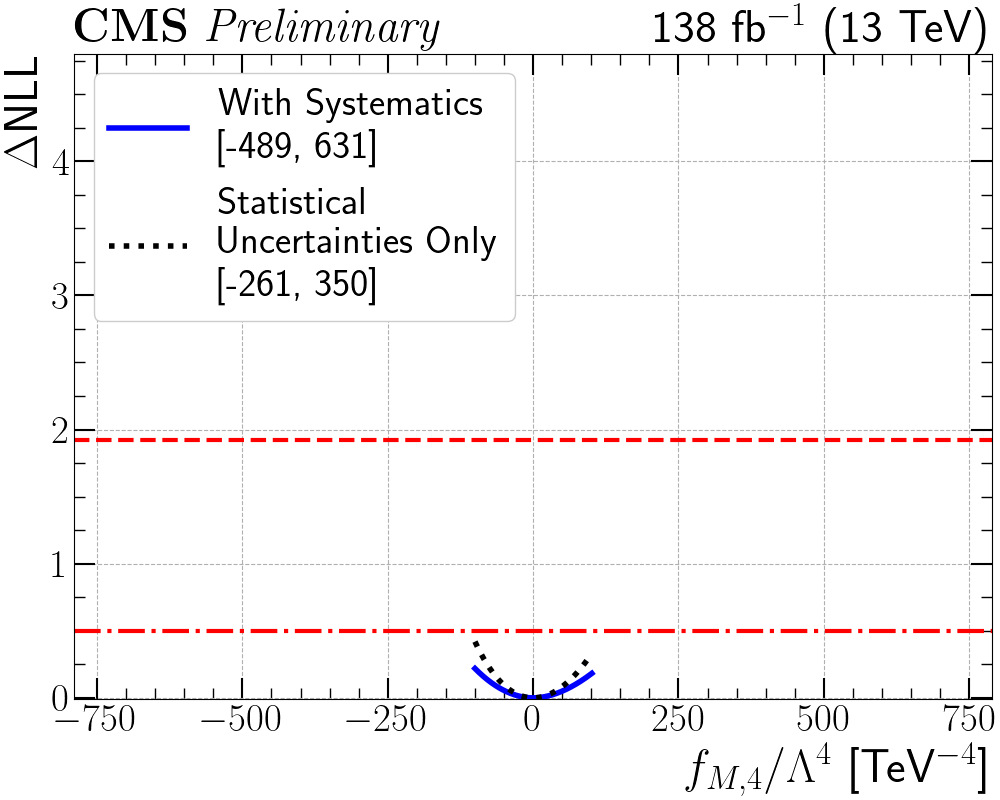 CMS Preliminary 138 fb⁻¹ (13 TeV)
ΔNLL
With Systematics
[-489, 631]
Statistical
Uncertainties Only
[-261, 350]
4
3
2
1
0
−750 −500 −250 0 250 500 750
f_{M,4}/Λ⁴ [TeV⁻⁴]